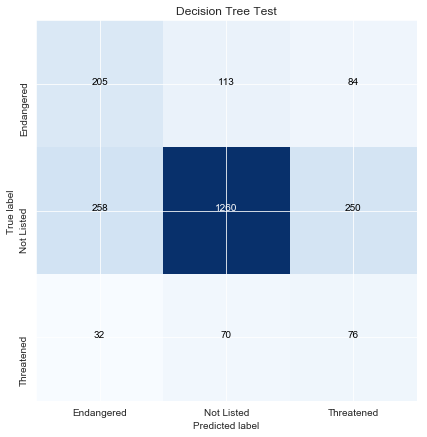 Decision Tree Test
Endangered
205 113 84
True label
Not Listed
258 1260 250
Threatened
32 70 76
Endangered Not Listed Threatened
Predicted label